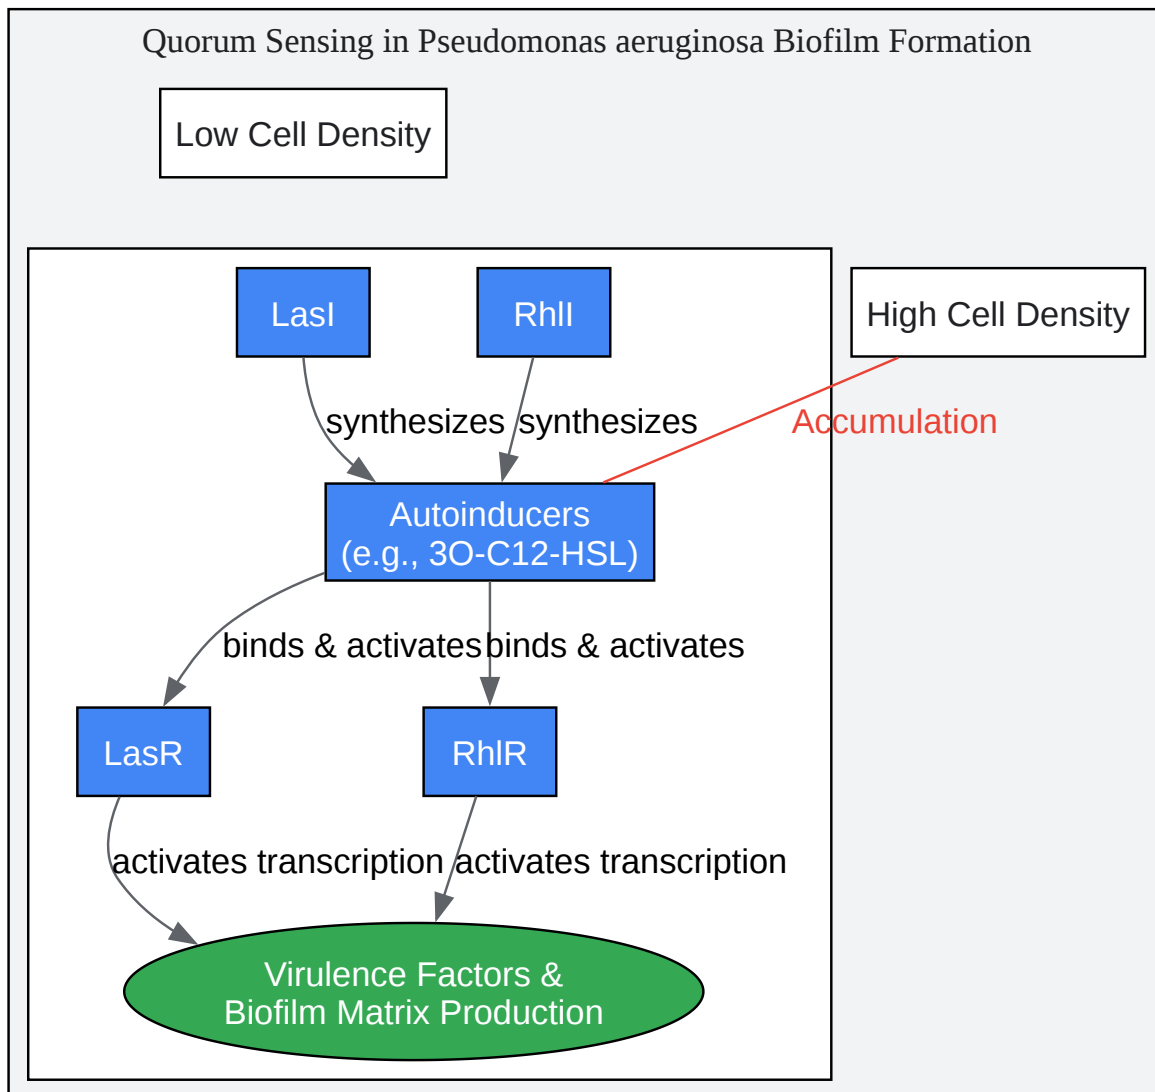 Quorum Sensing in Pseudomonas aeruginosa Biofilm Formation
Low Cell Density
LasI
RhlI
High Cell Density
synthesizes
synthesizes
Accumulation
Autoinducers
(e.g., 3O-C12-HSL)
binds & activates
binds & activates
LasR
RhlR
activates transcription
activates transcription
Virulence Factors &
Biofilm Matrix Production